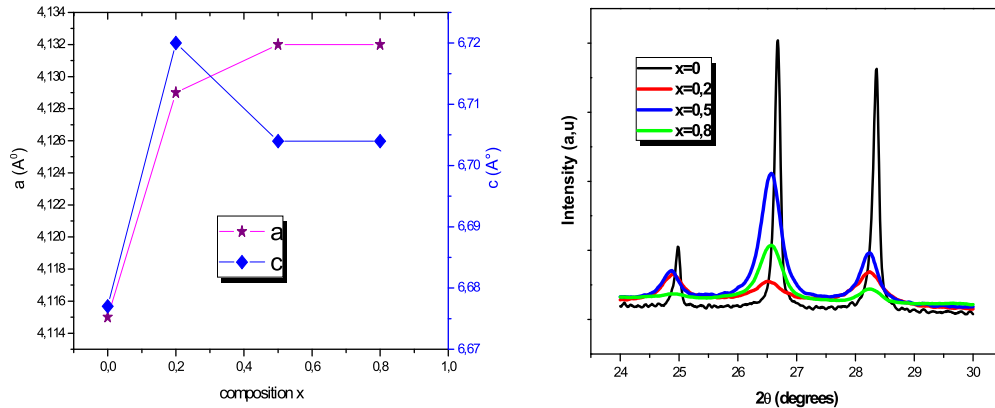 4,134
4,132
4,130
4,128
4,126
4,124
4,122
4,120
4,118
4,116
4,114
a (A⁰)
6,72
6,71
6,70
6,69
6,68
6,67
c (A°)
a
c
0,0 0,2 0,4 0,6 0,8 1,0
composition x
Intensity (a,u)
x=0
x=0,2
x=0,5
x=0,8
24 25 26 27 28 29 30
2θ (degrees)